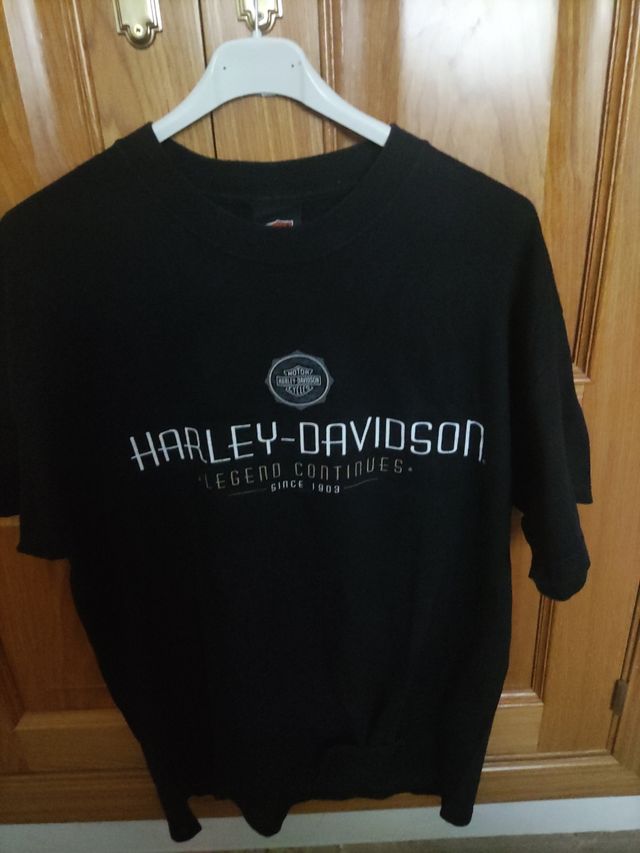 MOTOR
HARLEY-DAVIDSON
CYCLES
HARLEY-DAVIDSON
LEGEND CONTINUES
SINCE 1903